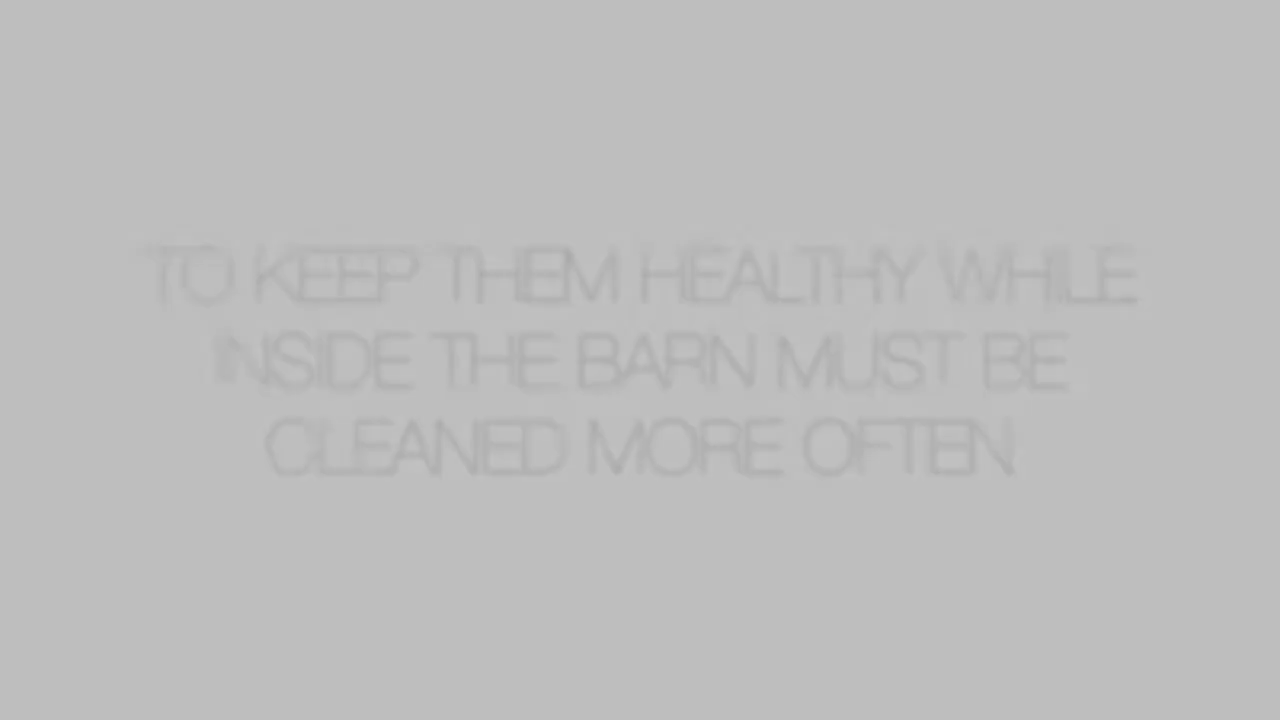 TO KEEP THEM HEALTHY WHILE
INSIDE THE BARN MUST BE
CLEANED MORE OFTEN